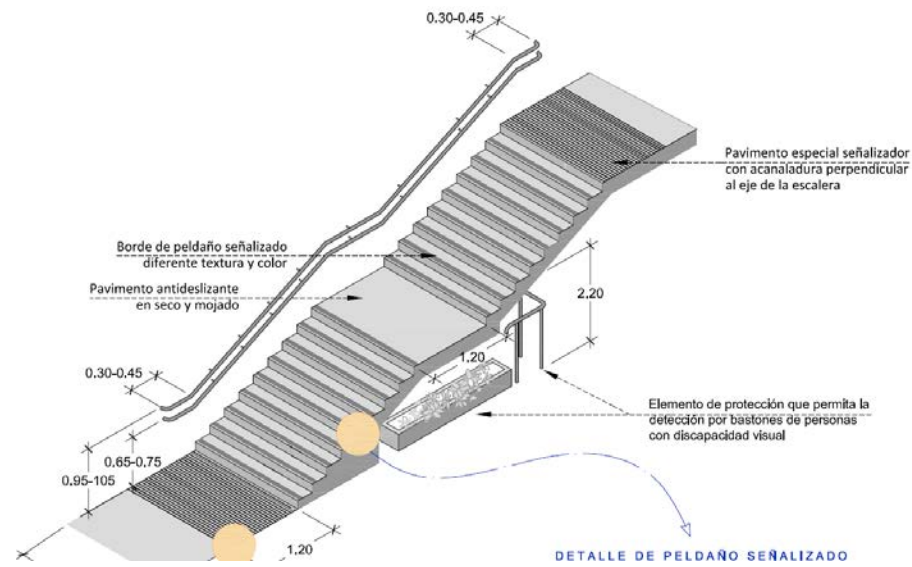 0.30-0.45
Pavimento especial señalizador
con acanaladura perpendicular
al eje de la escalera
Borde de peldaño señalizado
diferente textura y color
Pavimento antideslizante
en seco y mojado
2,20
1,20
0.30-0.45
Elemento de protección que permita la
detección por bastones de personas
con discapacidad visual
0.65-0.75
0.95-105
1,20
DETALLE DE PELDAÑO SEÑALIZADO